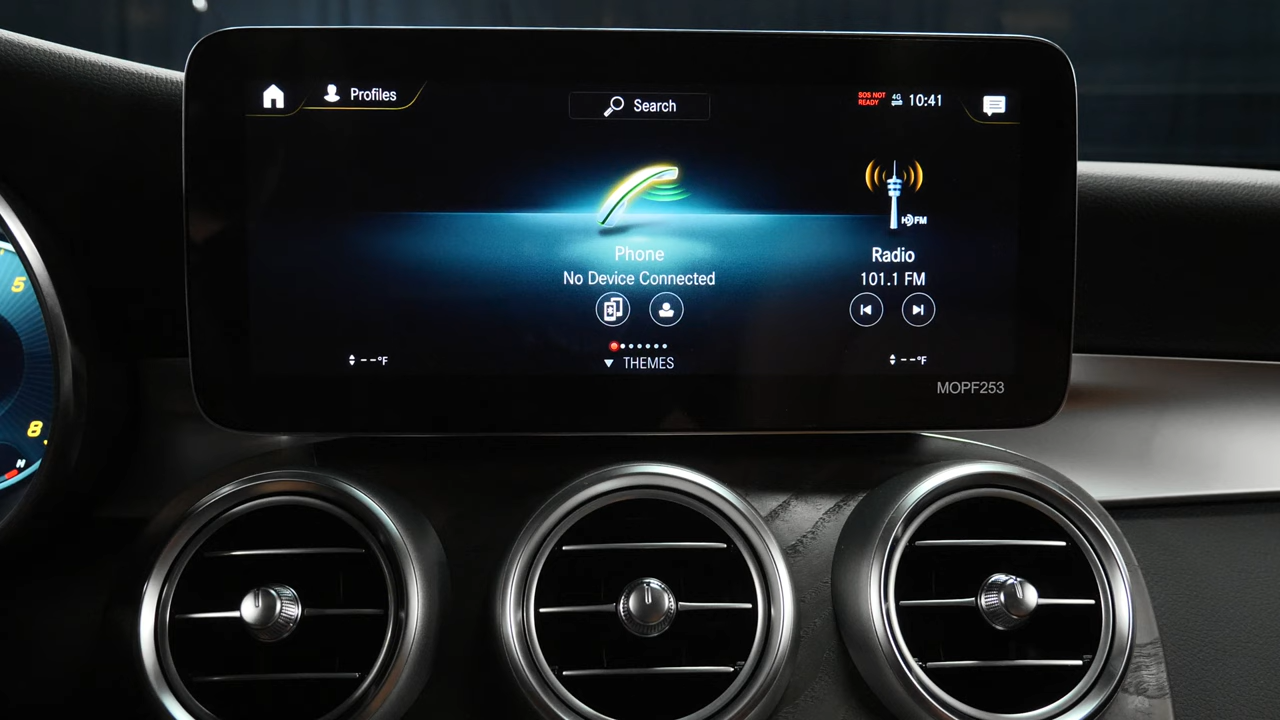 Profiles
Search
SOS NOT
READY
4G
10:41
HD FM
Phone
No Device Connected
Radio
101.1 FM
--°F
THEMES
--°F
MOPF253
5
8
N